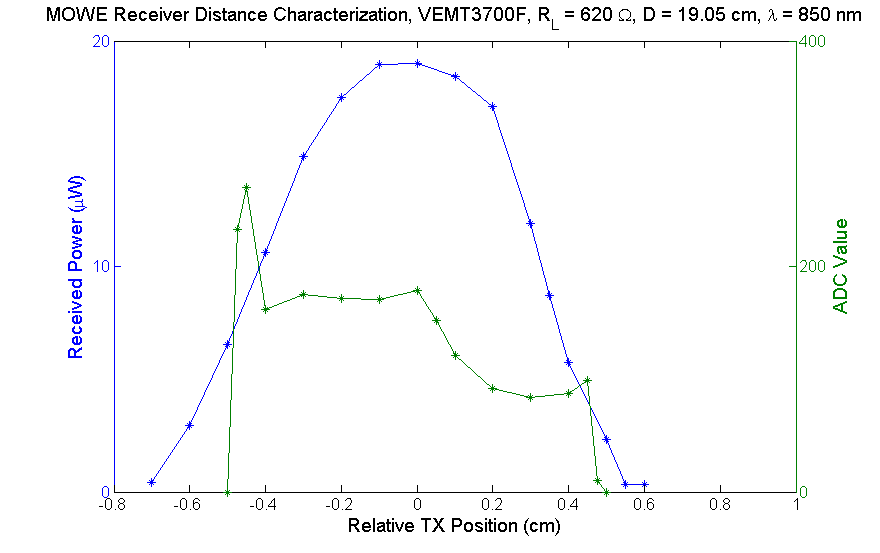 MOWE Receiver Distance Characterization, VEMT3700F, R_L = 620 Ω, D = 19.05 cm, λ = 850 nm
20
10
0
Received Power (μW)
400
300
200
100
0
ADC Value
-0.8 -0.6 -0.4 -0.2 0 0.2 0.4 0.6 0.8 1
Relative TX Position (cm)